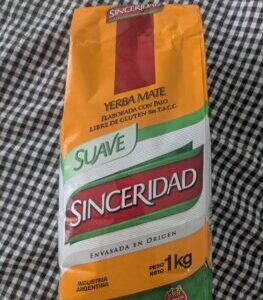 SINCERIDAD
YERBA MATE
ELABORADA CON PALO
LIBRE DE GLUTEN Sin T.A.C.C.
SUAVE
SINCERIDAD
ENVASADA EN ORIGEN
INDUSTRIA
ARGENTINA
PESO
NETO 1kg